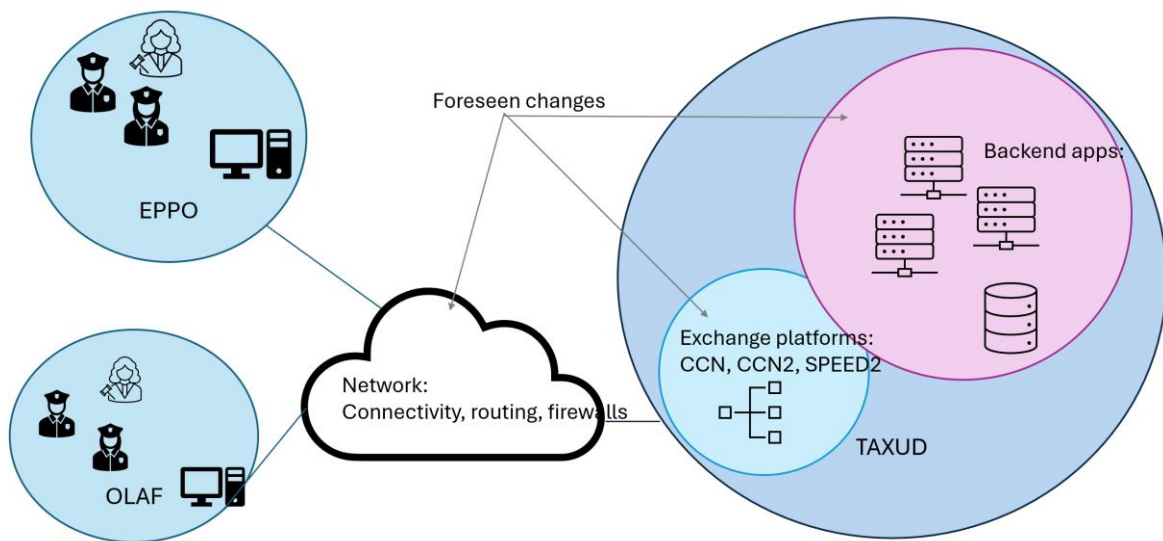 Foreseen changes
Backend apps:
EPPO
Exchange platforms:
CCN, CCN2, SPEED2
Network:
Connectivity, routing, firewalls
TAXUD
OLAF